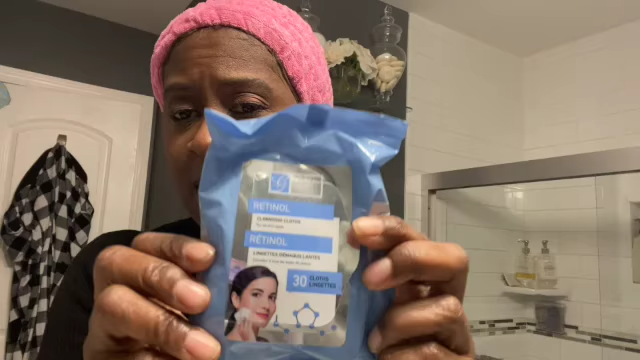 RETINOL
CLEANSING CLOTHS
RÉTINOL
LINGETTES DÉMAQUILLANTES
30 CLOTHS
LINGETTES